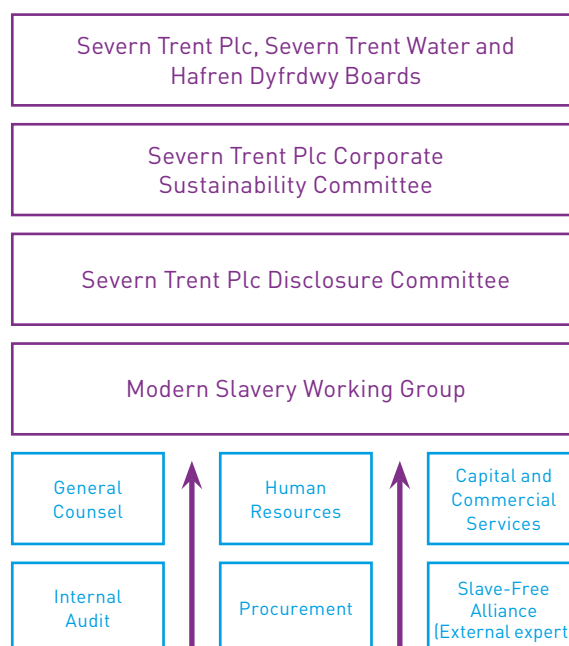 Severn Trent Plc, Severn Trent Water and
Hafren Dyfrdwy Boards
Severn Trent Plc Corporate
Sustainability Committee
Severn Trent Plc Disclosure Committee
Modern Slavery Working Group
General
Counsel
Human
Resources
Capital and
Commercial
Services
Internal
Audit
Procurement
Slave-Free
Alliance
(External expert